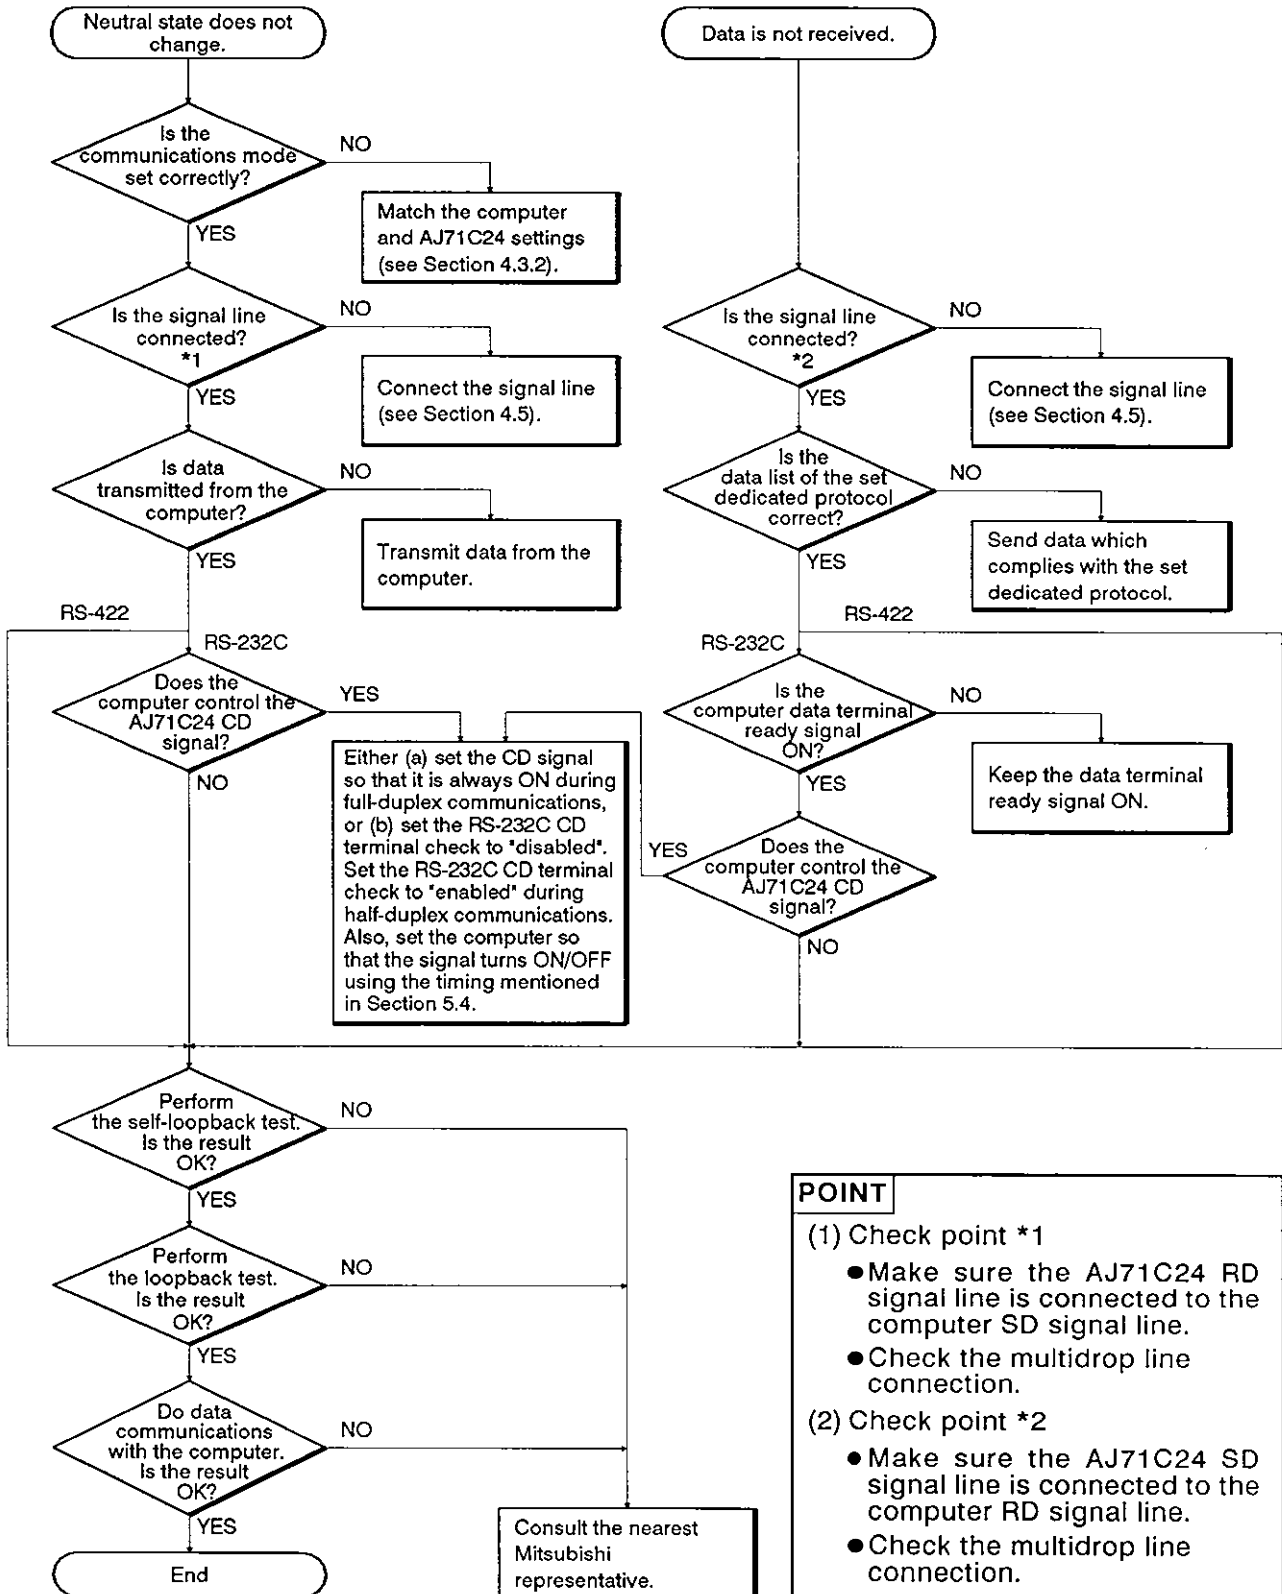 Neutral state does not
change.
Is the
communications mode
set correctly?
NO
Match the computer
and AJ71C24 settings
(see Section 4.3.2).
YES
Is the signal line
connected?
*1
NO
Connect the signal line
(see Section 4.5).
YES
Is data
transmitted from the
computer?
NO
Transmit data from the
computer.
YES
RS-422
RS-232C
Does the
computer control the
AJ71C24 CD
signal?
YES
NO
Either (a) set the CD signal
so that it is always ON during
full-duplex communications,
or (b) set the RS-232C CD
terminal check to "disabled".
Set the RS-232C CD terminal
check to "enabled" during
half-duplex communications.
Also, set the computer so
that the signal turns ON/OFF
using the timing mentioned
in Section 5.4.
Data is not received.
Is the signal line
connected?
*2
NO
Connect the signal line
(see Section 4.5).
YES
Is the
data list of the set
dedicated protocol
correct?
NO
Send data which
complies with the set
dedicated protocol.
YES
RS-422
RS-232C
Is the
computer data terminal
ready signal
ON?
NO
Keep the data terminal
ready signal ON.
YES
Does the
computer control the
AJ71C24 CD
signal?
YES
NO
Perform
the self-loopback test.
Is the result
OK?
NO
YES
Perform
the loopback test.
Is the result
OK?
NO
YES
Do data
communications
with the computer.
Is the result
OK?
NO
YES
End
Consult the nearest
Mitsubishi
representative.
POINT
(1) Check point *1
●Make sure the AJ71C24 RD
signal line is connected to the
computer SD signal line.
●Check the multidrop line
connection.
(2) Check point *2
●Make sure the AJ71C24 SD
signal line is connected to the
computer RD signal line.
●Check the multidrop line
connection.